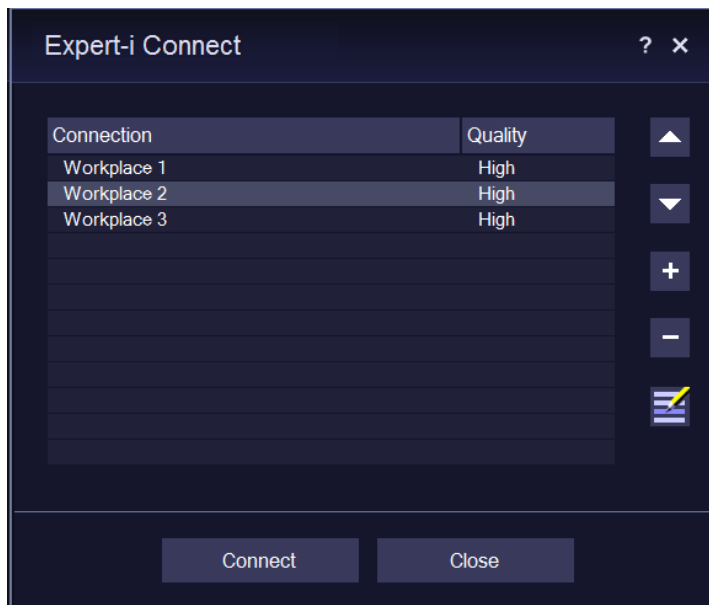 Expert-i Connect ? ×
Connection Quality
Workplace 1 High
Workplace 2 High
Workplace 3 High
Connect Close